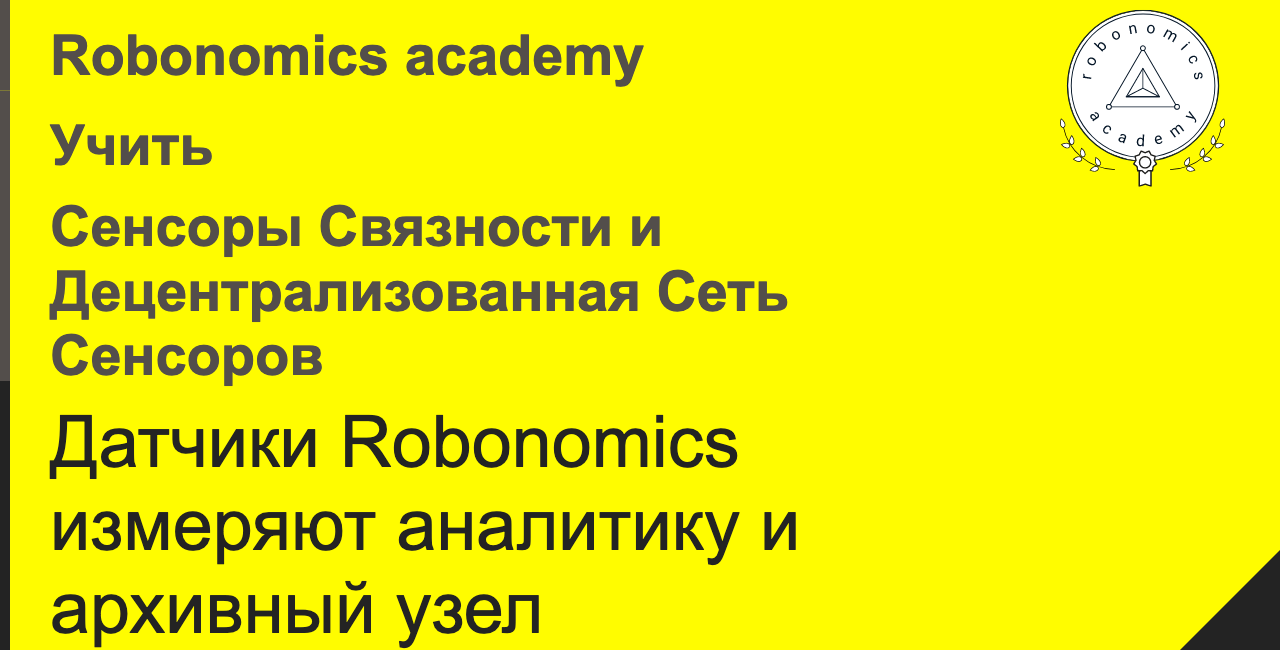 Robonomics academy
Учить
Сенсоры Связности и
Децентрализованная Сеть
Сенсоров
Датчики Robonomics
измеряют аналитику и
архивный узел
robonomics
academy